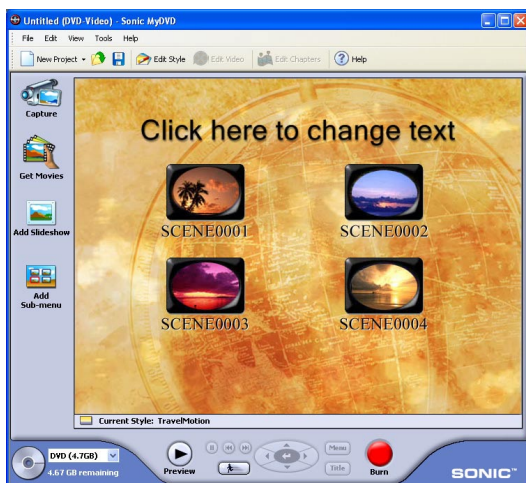 Untitled (DVD-Video) - Sonic MyDVD
File Edit View Tools Help
New Project Edit Style Edit Video Edit Chapters ? Help
Capture
Get Movies
Add Slideshow
Add
Sub-menu
Click here to change text
SCENE0001 SCENE0002
SCENE0003 SCENE0004
Current Style: TravelMotion
DVD (4.7GB)
4.67 GB remaining
Preview
Menu
Title
Burn
SONIC™